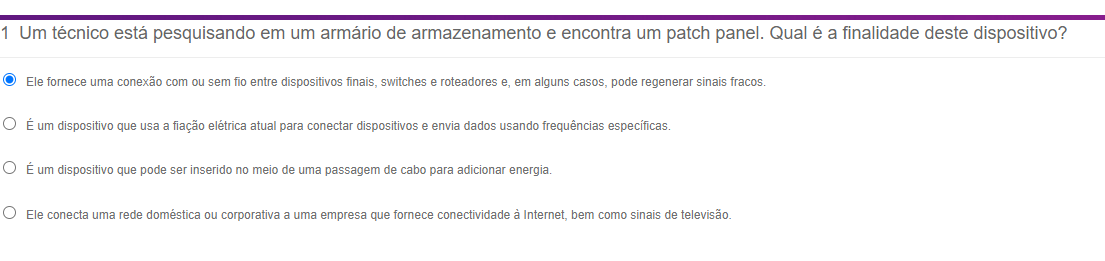 1 Um técnico está pesquisando em um armário de armazenamento e encontra um patch panel. Qual é a finalidade deste dispositivo?
Ele fornece uma conexão com ou sem fio entre dispositivos finais, switches e roteadores e, em alguns casos, pode regenerar sinais fracos.
É um dispositivo que usa a fiação elétrica atual para conectar dispositivos e envia dados usando frequências específicas.
É um dispositivo que pode ser inserido no meio de uma passagem de cabo para adicionar energia.
Ele conecta uma rede doméstica ou corporativa a uma empresa que fornece conectividade à Internet, bem como sinais de televisão.